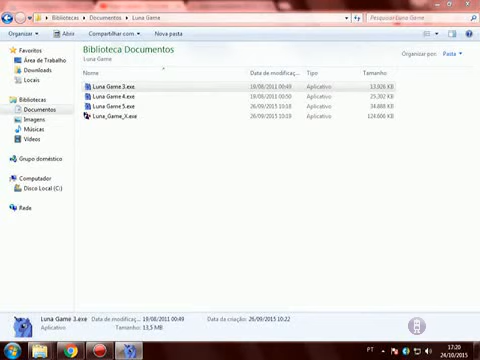 Bibliotecas ▸ Documentos ▸ Luna Game
Pesquisar Luna Game
Organizar Abrir Compartilhar com Nova pasta
Favoritos
Área de Trabalho
Downloads
Locais
Bibliotecas
Documentos
Imagens
Músicas
Vídeos
Grupo doméstico
Computador
Disco Local (C:)
Rede
Biblioteca Documentos
Luna Game
Organizar por: Pasta
Nome Data de modificaç... Tipo Tamanho
Luna Game 3.exe 19/08/2011 00:49 Aplicativo 13.926 KB
Luna Game 4.exe 19/08/2011 00:50 Aplicativo 25.302 KB
Luna Game 5.exe 26/09/2015 10:18 Aplicativo 34.888 KB
Luna_Game_X.exe 26/09/2015 10:19 Aplicativo
Luna Game 3.exe Data de modificaç... 19/08/2011 00:49 Data da criação: 26/09/2015 10:22
Aplicativo Tamanho: 13,5 MB
PT 17:20
24/10/2015